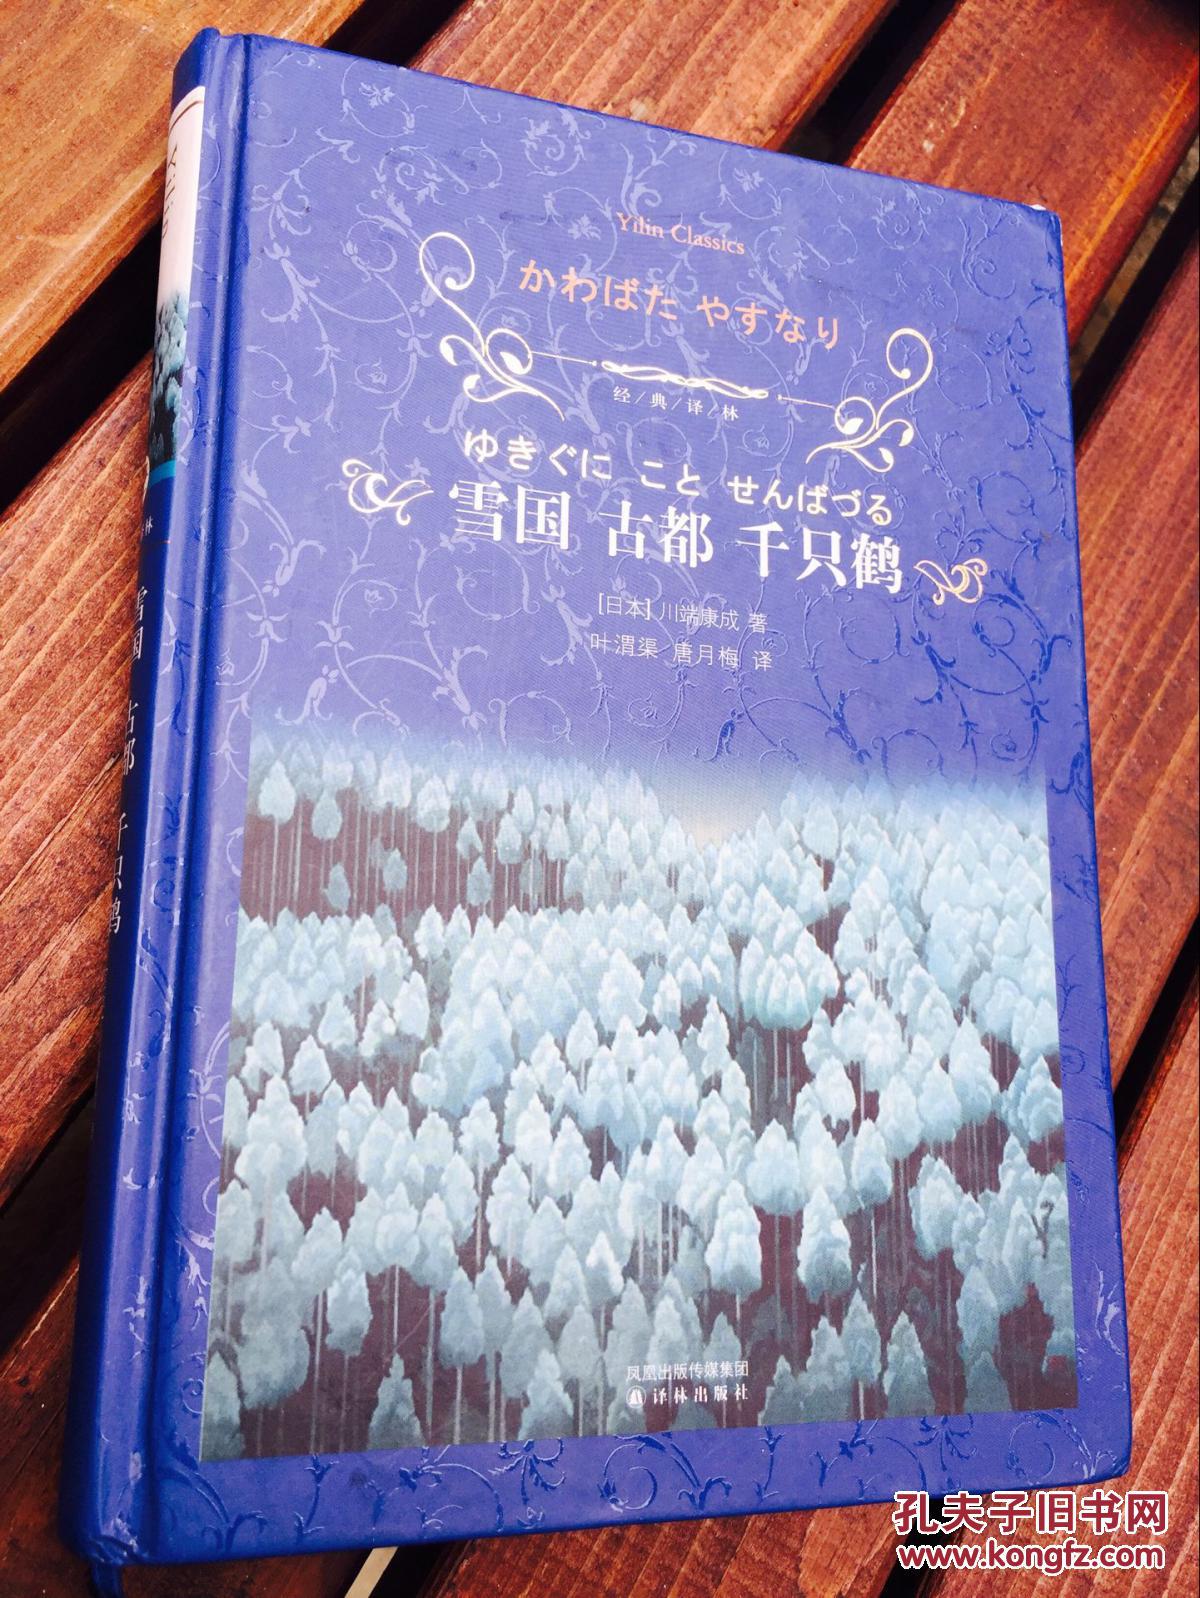 Yilin Classics
かわばた やすなり
经/典/译/林
ゆきぐに こと せんばづる
雪国 古都 千只鹤
[日本] 川端康成 著
叶渭渠 唐月梅 译
凤凰出版传媒集团
译林出版社
雪国 古都 千只鹤
孔夫子旧书网
www.kongfz.com